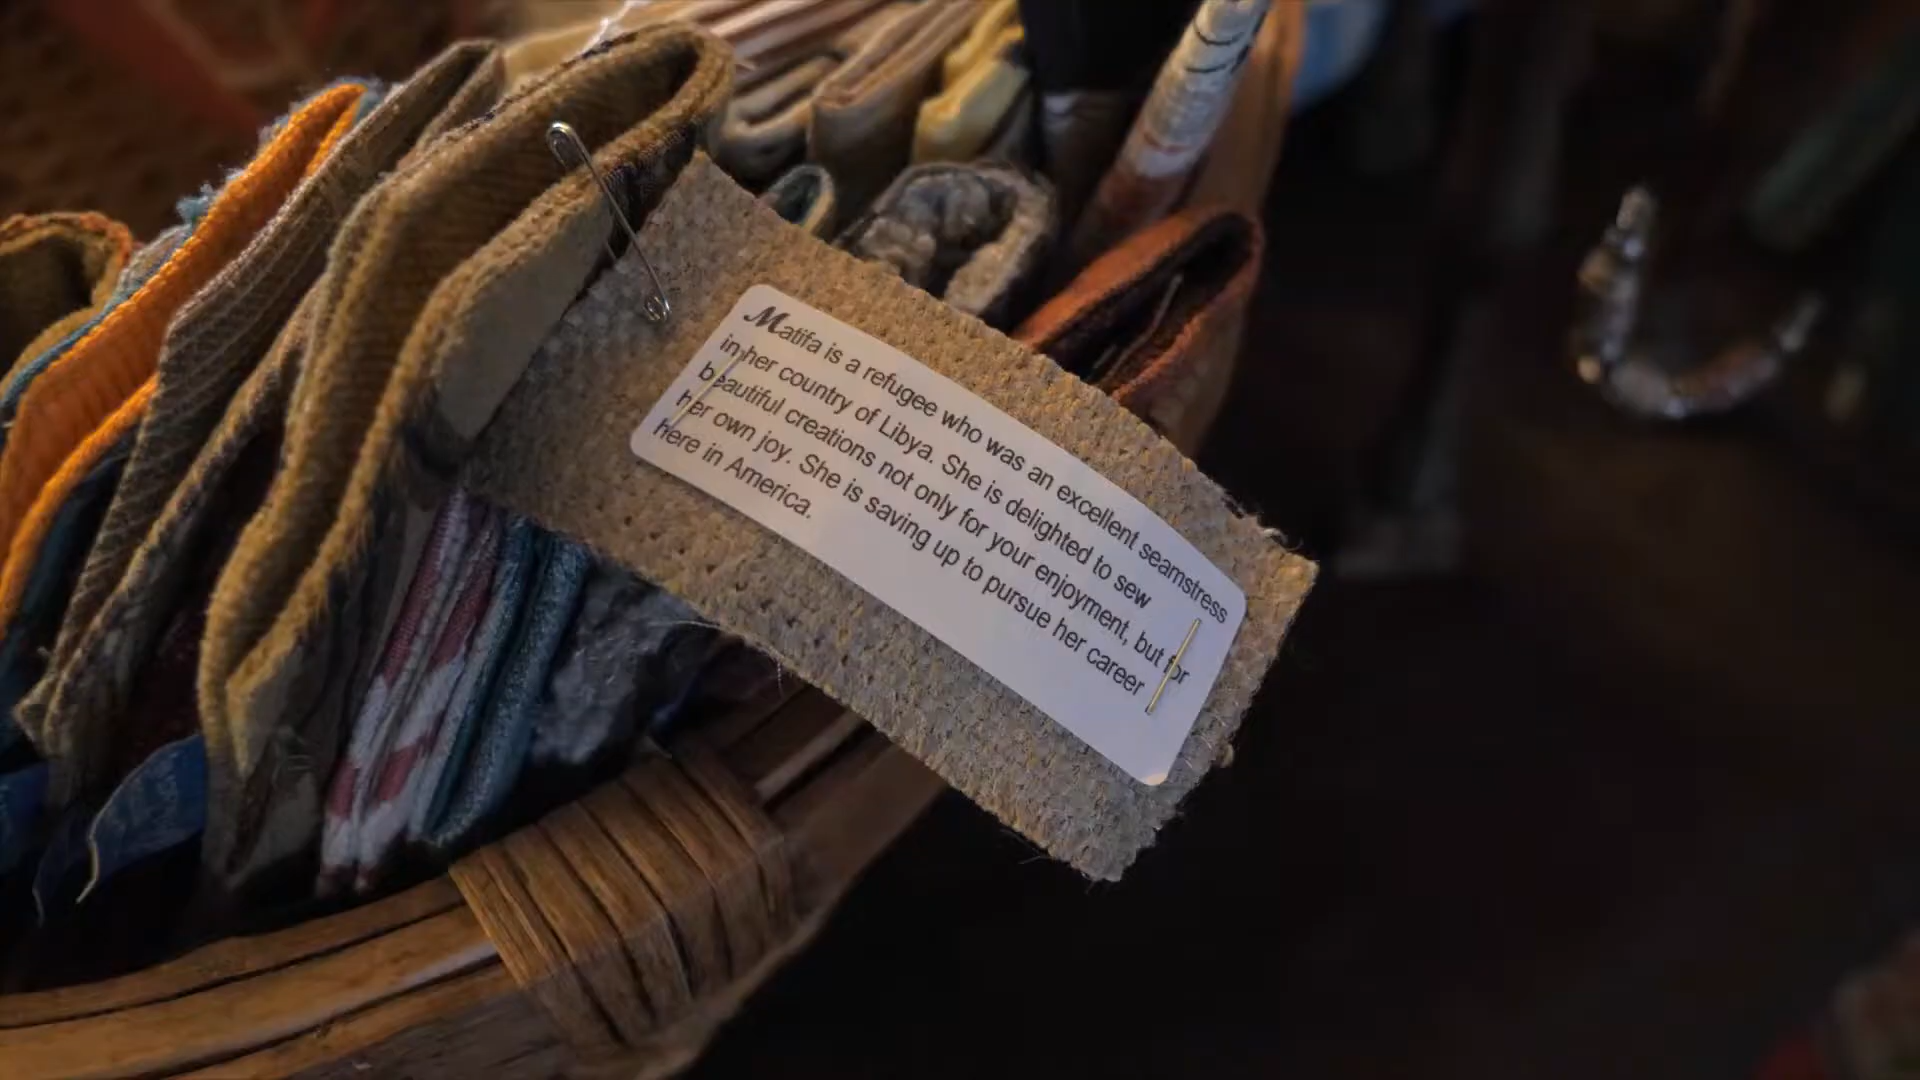 Matifa is a refugee who was an excellent seamstress
in her country of Libya. She is delighted to sew
beautiful creations not only for your enjoyment, but for
her own joy. She is saving up to pursue her career
here in America.